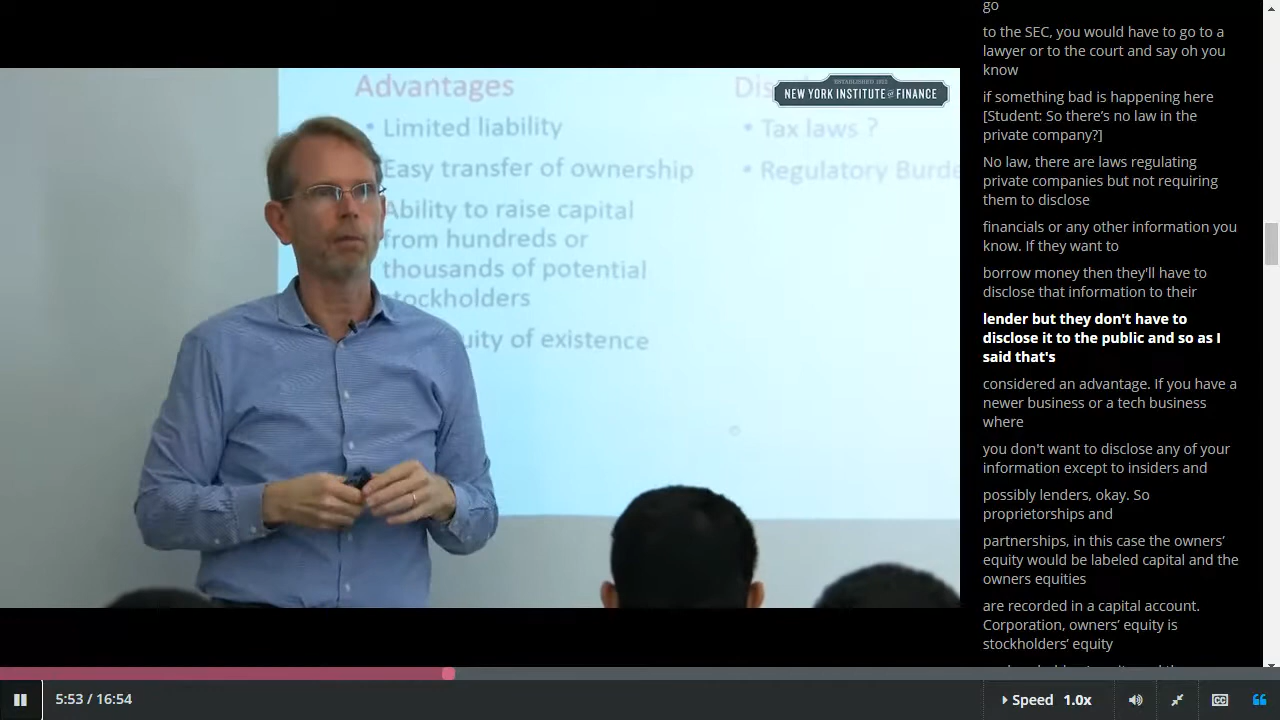 Advantages
Limited liability
Easy transfer of ownership
Ability to raise capital
from hundreds or
thousands of potential
stockholders
uity of existence
Dis
Tax laws ?
Regulatory Burde
ESTABLISHED 1922
NEW YORK INSTITUTE OF FINANCE
go
to the SEC, you would have to go to a
lawyer or to the court and say oh you
know
if something bad is happening here
[Student: So there's no law in the
private company?]
No law, there are laws regulating
private companies but not requiring
them to disclose
financials or any other information you
know. If they want to
borrow money then they'll have to
disclose that information to their
lender but they don't have to
disclose it to the public and so as I
said that's
considered an advantage. If you have a
newer business or a tech business
where
you don't want to disclose any of your
information except to insiders and
possibly lenders, okay. So
proprietorships and
partnerships, in this case the owners’
equity would be labeled capital and the
owners equities
are recorded in a capital account.
Corporation, owners’ equity is
stockholders’ equity
5:53 / 16:54
Speed 1.0x
CC